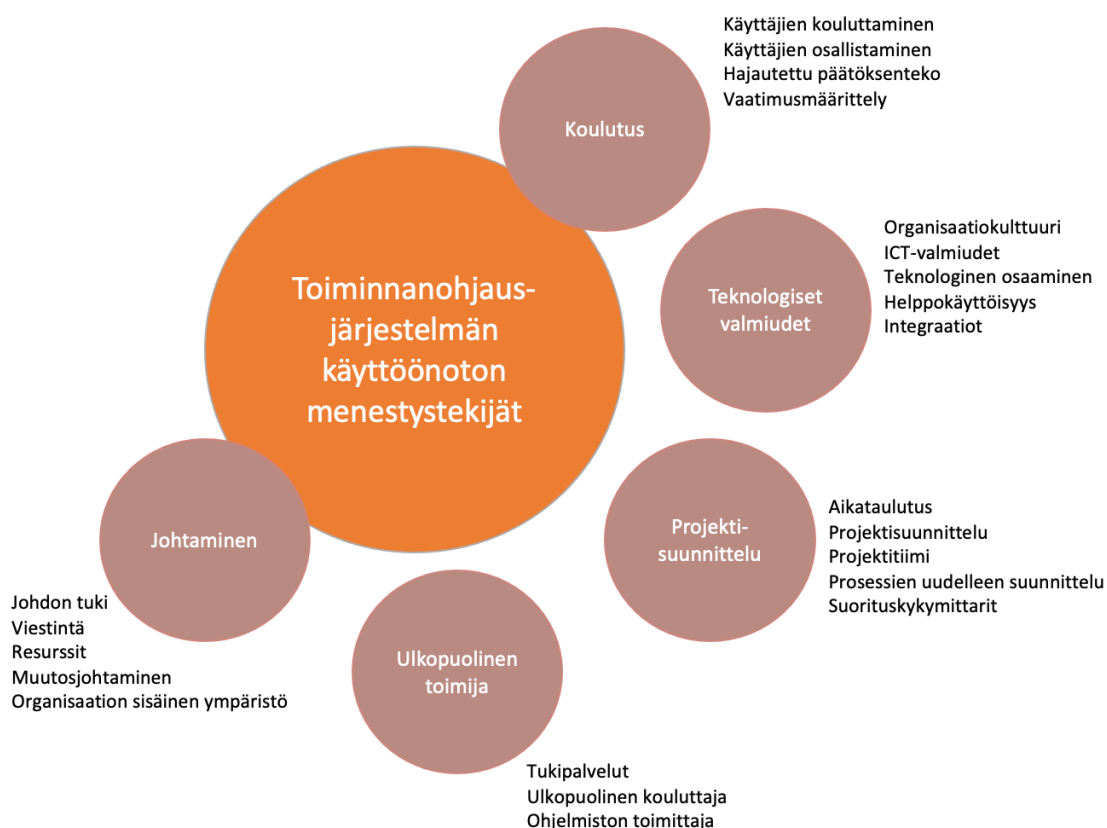 Käyttäjien kouluttaminen
Käyttäjien osallistaminen
Hajautettu päätöksenteko
Vaatimusmäärittely
Koulutus
Organisaatiokulttuuri
ICT-valmiudet
Teknologinen osaaminen
Helppokäyttöisyys
Integraatiot
Teknologiset
valmiudet
Toiminnanohjaus-
järjestelmän
käyttöönoton
menestystekijät
Aikataulutus
Projektisuunnittelu
Projektitiimi
Prosessien uudelleen suunnittelu
Suorituskykymittarit
Projekti-
suunnittelu
Johtaminen
Johdon tuki
Viestintä
Resurssit
Muutosjohtaminen
Organisaation sisäinen ympäristö
Ulkopuolinen
toimija
Tukipalvelut
Ulkopuolinen kouluttaja
Ohjelmiston toimittaja